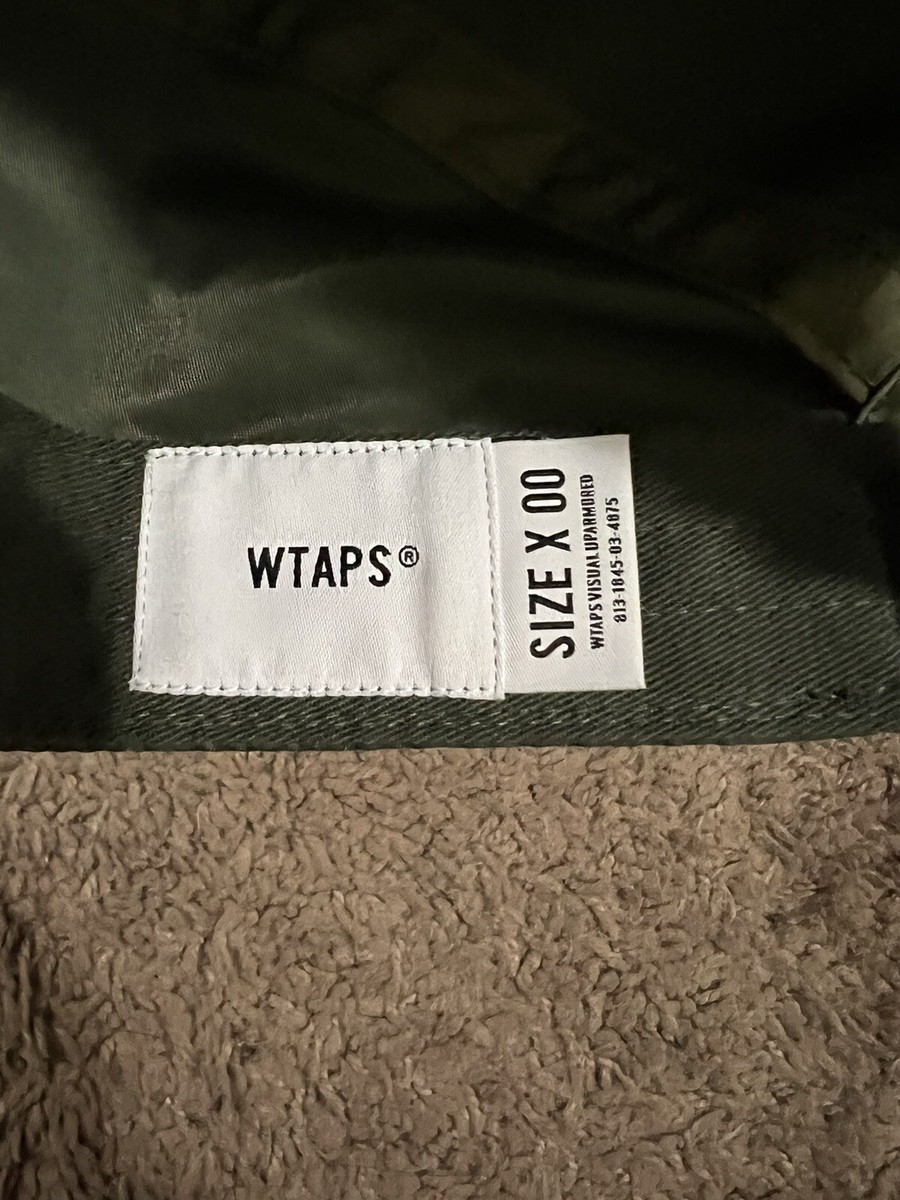 WTAPS®
SIZE X 00
WTAPS VISUAL UPARMORED
813-1845-03-4875